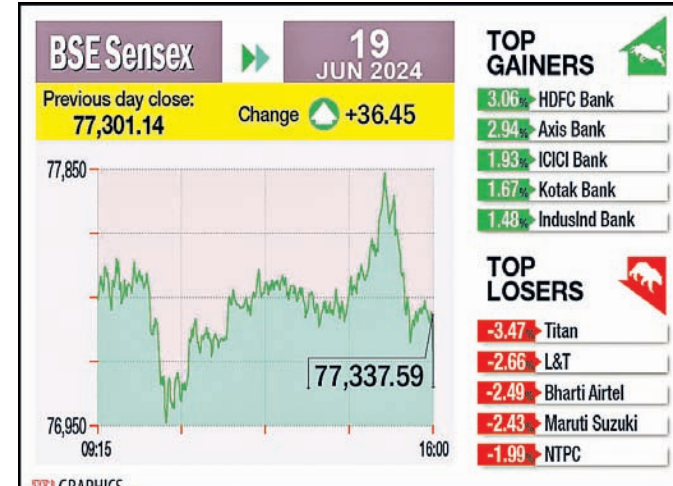 BSE Sensex
19
JUN 2024
Previous day close:
77,301.14
Change +36.45
77,850
77,337.59
76,950
09:15
16:00
TOP
GAINERS
3.06% HDFC Bank
2.94% Axis Bank
1.93% ICICI Bank
1.67% Kotak Bank
1.48% IndusInd Bank
TOP
LOSERS
-3.47% Titan
-2.66% L&T
-2.49% Bharti Airtel
-2.43% Maruti Suzuki
-1.99% NTPC
GRAPHICS